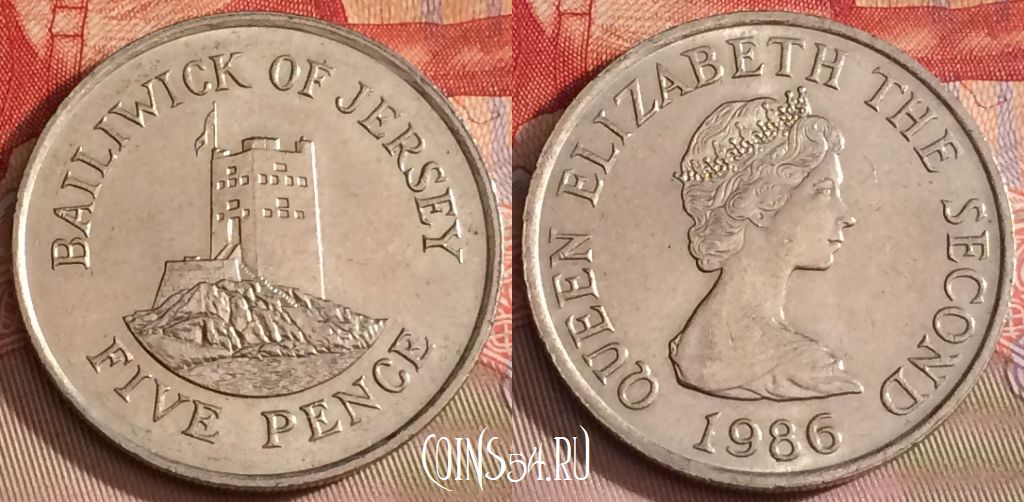 BAILIWICK OF JERSEY
FIVE PENCE
QUEEN ELIZABETH THE SECOND
1986
COINS54.RU